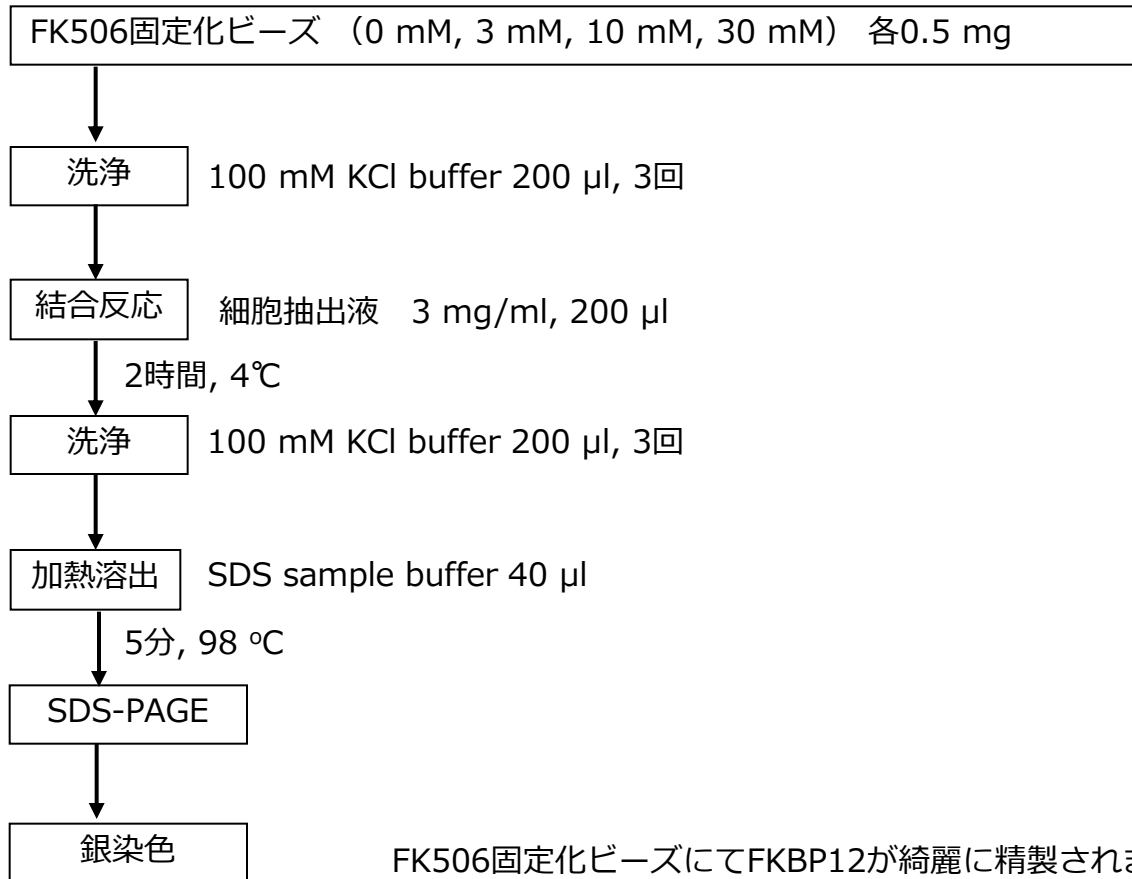 FK506固定化ビーズ （0 mM, 3 mM, 10 mM, 30 mM） 各0.5 mg
洗浄 100 mM KCl buffer 200 µl, 3回
結合反応 細胞抽出液 3 mg/ml, 200 µl
2時間, 4℃
洗浄 100 mM KCl buffer 200 µl, 3回
加熱溶出 SDS sample buffer 40 µl
5分, 98 ºC
SDS-PAGE
銀染色 FK506固定化ビーズにてFKBP12が綺麗に精製されま